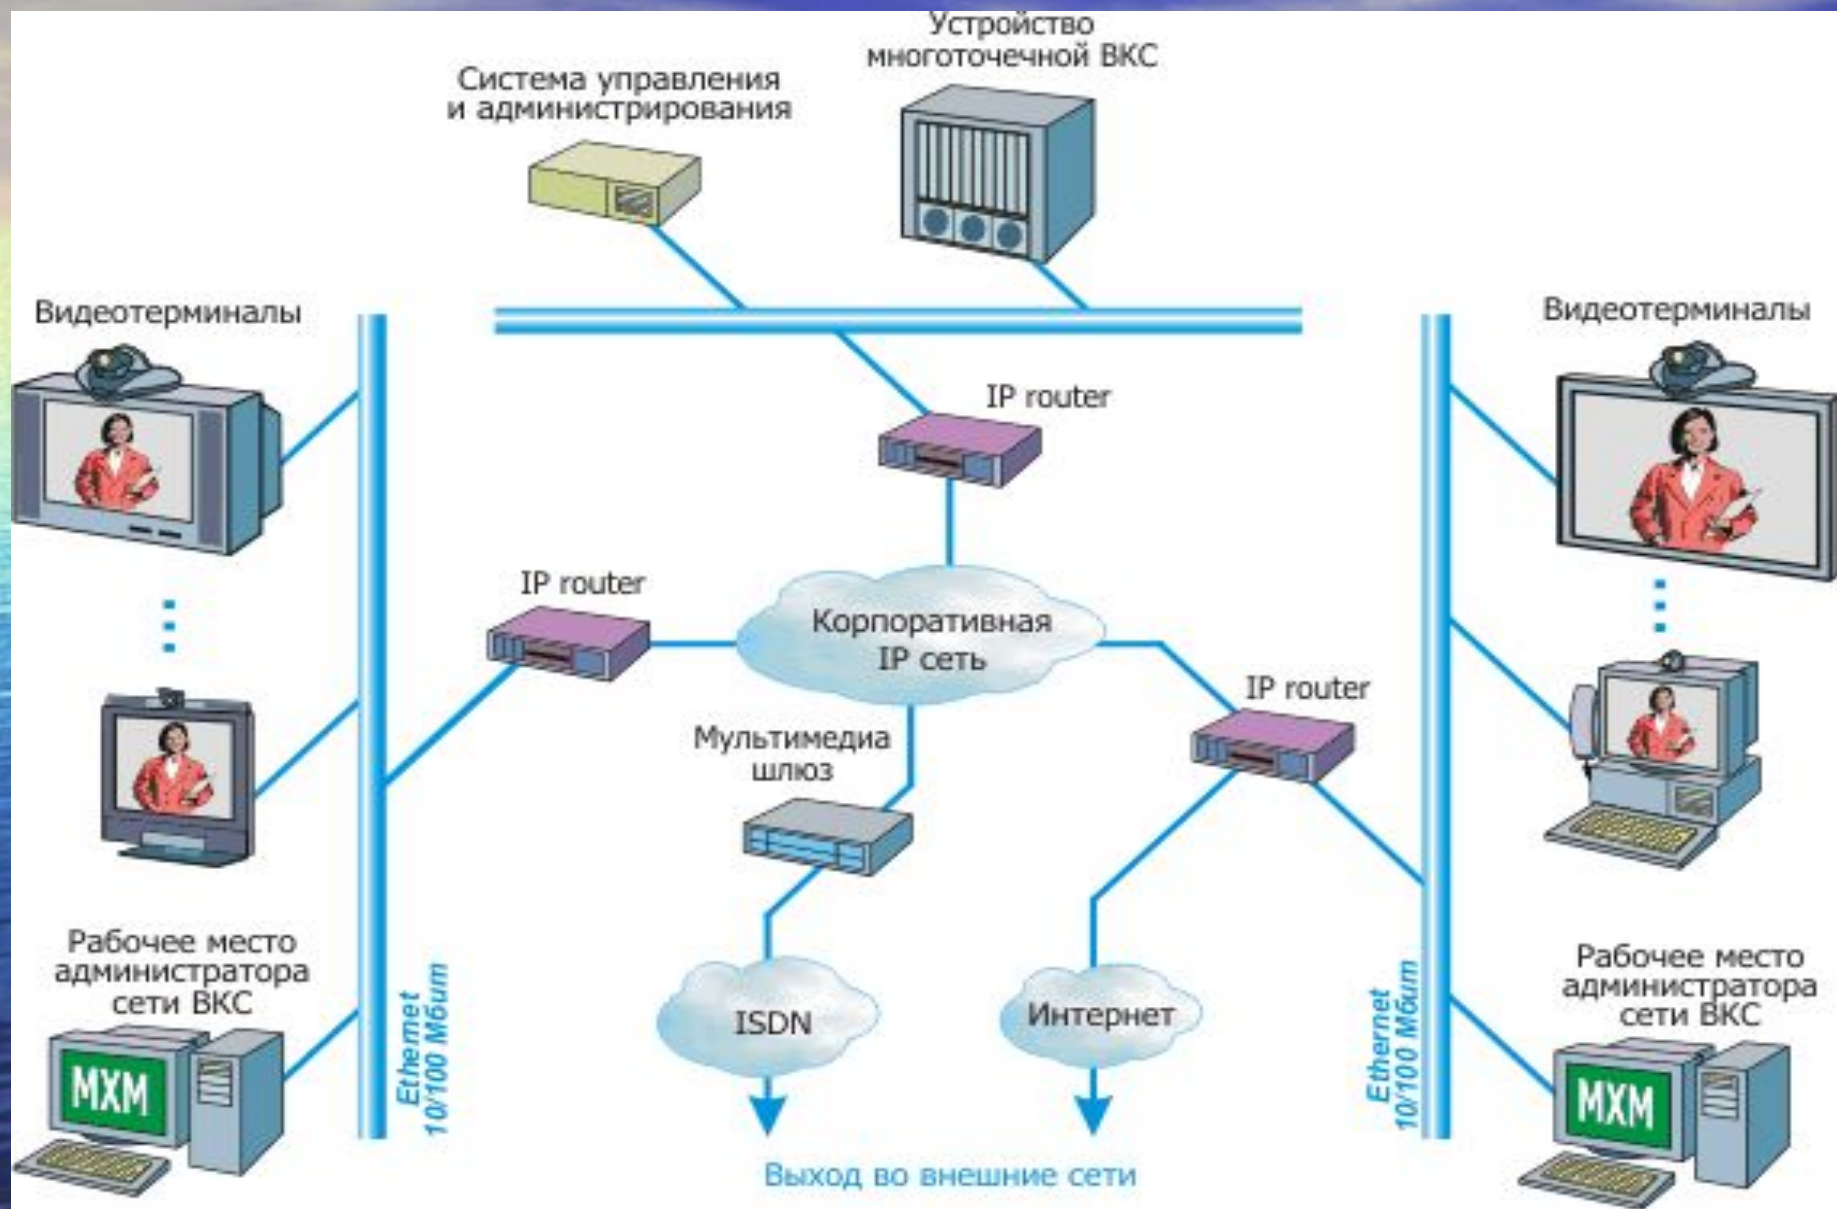 Устройство
многоточечной ВКС
Система управления
и администрирования
Видеотерминалы
Видеотерминалы
IP router
IP router
Корпоративная
IP сеть
IP router
Мультимедиа
шлюз
Рабочее место
администратора
сети ВКС
Рабочее место
администратора
сети ВКС
Ethernet
10/100 Мбит
Ethernet
10/100 Мбит
ISDN
Интернет
MXM
MXM
Выход во внешние сети